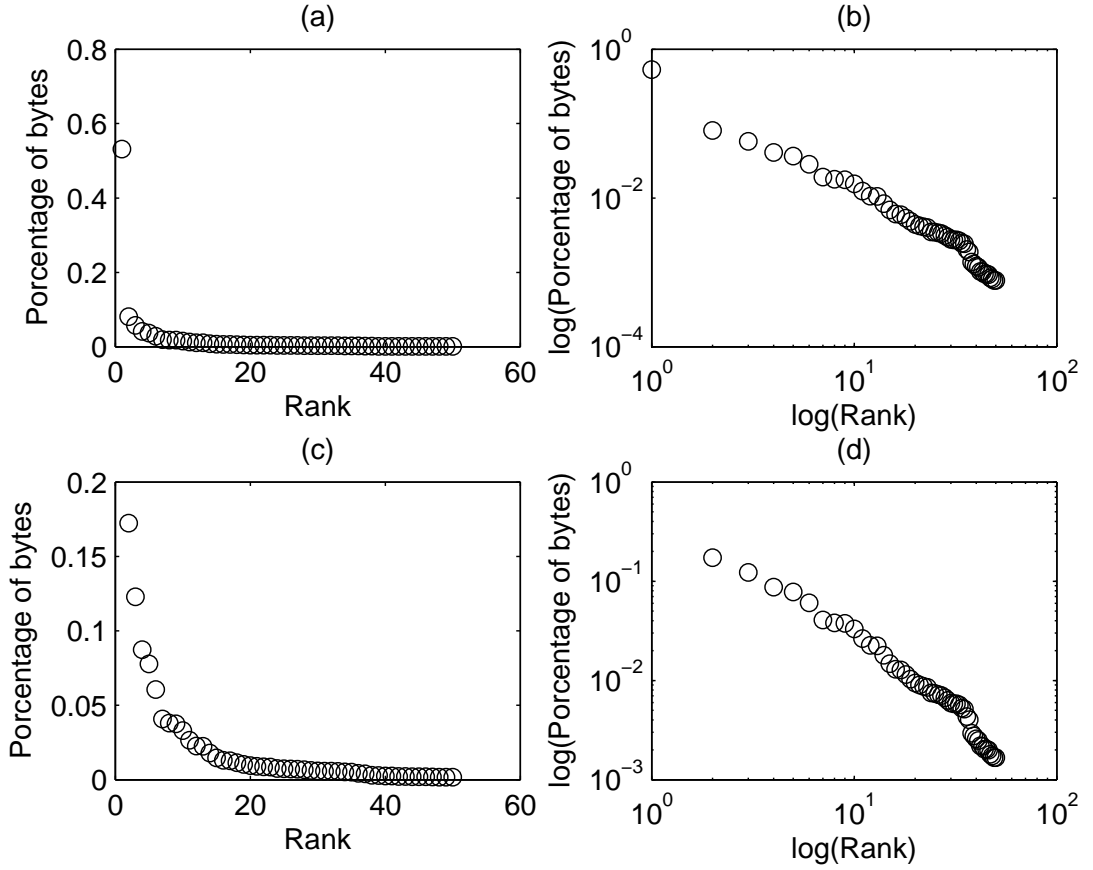 (a)
Porcentage of bytes
0.8
0.6
0.4
0.2
0
0 20 40 60
Rank
(b)
log(Porcentage of bytes)
10^0
10^-2
10^-4
10^0 10^1 10^2
log(Rank)
(c)
Porcentage of bytes
0.2
0.15
0.1
0.05
0
0 20 40 60
Rank
(d)
log(Porcentage of bytes)
10^0
10^-1
10^-2
10^-3
10^0 10^1 10^2
log(Rank)